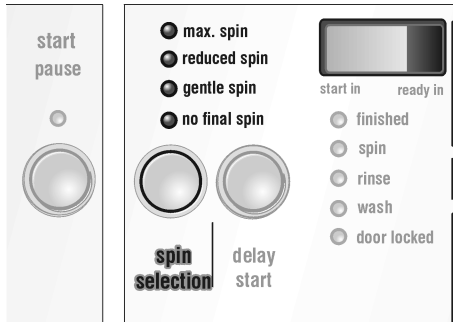 start
pause
max. spin
reduced spin
gentle spin
no final spin
spin
selection
delay
start
start in ready in
finished
spin
rinse
wash
door locked